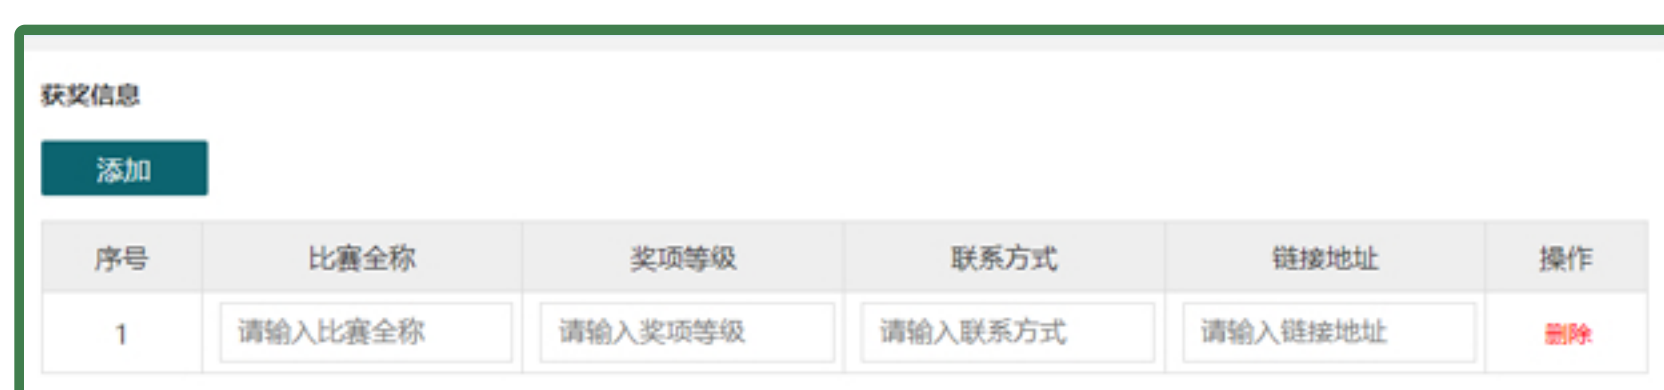 获奖信息
添加
序号 比赛全称 奖项等级 联系方式 链接地址 操作
1 请输入比赛全称 请输入奖项等级 请输入联系方式 请输入链接地址 删除